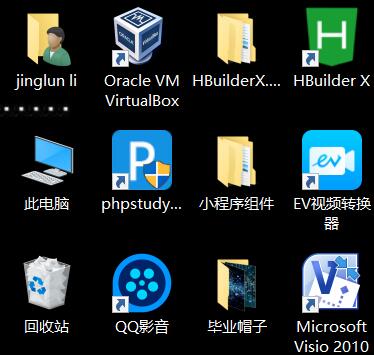 jinglun li
Oracle VM
VirtualBox
HBuilderX....
HBuilder X
此电脑
phpstudy...
小程序组件
EV视频转换
器
回收站
QQ影音
毕业帽子
Microsoft
Visio 2010